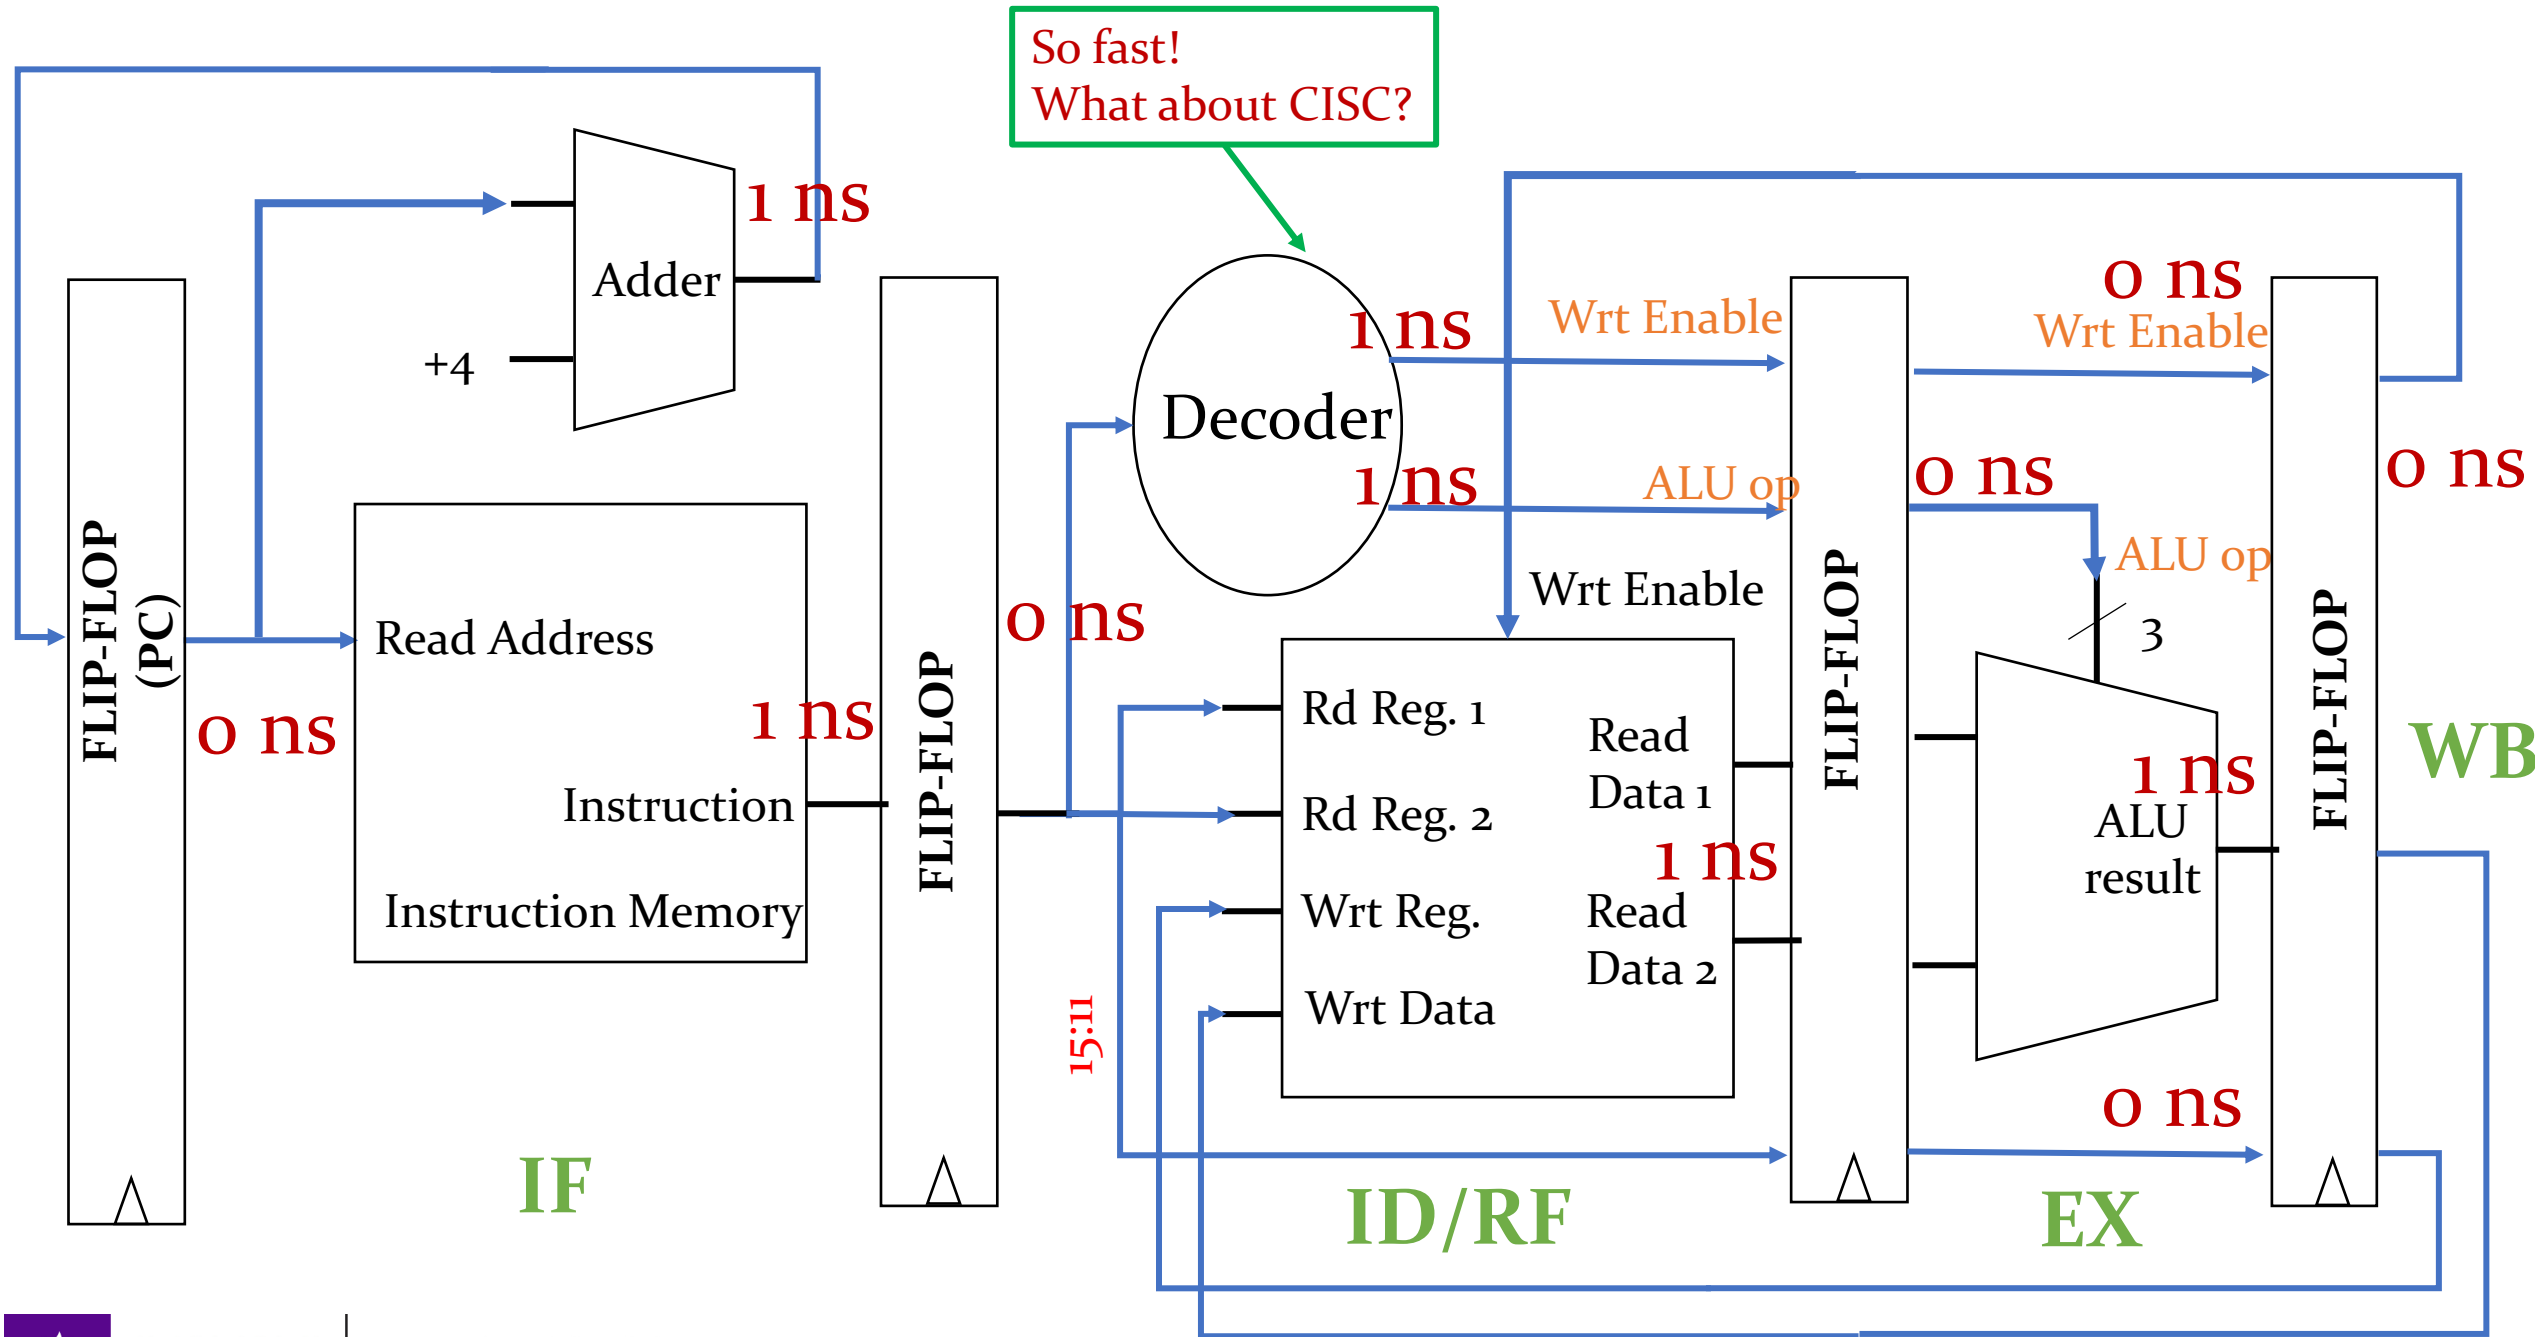 So fast!
What about CISC?
1 ns
Adder
+4
FLIP-FLOP
(PC)
0 ns
Read Address
Instruction
Instruction Memory
1 ns
IF
FLIP-FLOP
0 ns
Decoder
1 ns
Wrt Enable
1 ns
ALU op
Wrt Enable
Rd Reg. 1
Rd Reg. 2
Wrt Reg.
Wrt Data
Read
Data 1
1 ns
Read
Data 2
15:11
ID/RF
FLIP-FLOP
0 ns
Wrt Enable
0 ns
ALU op
3
1 ns
ALU
result
0 ns
EX
FLIP-FLOP
0 ns
WB